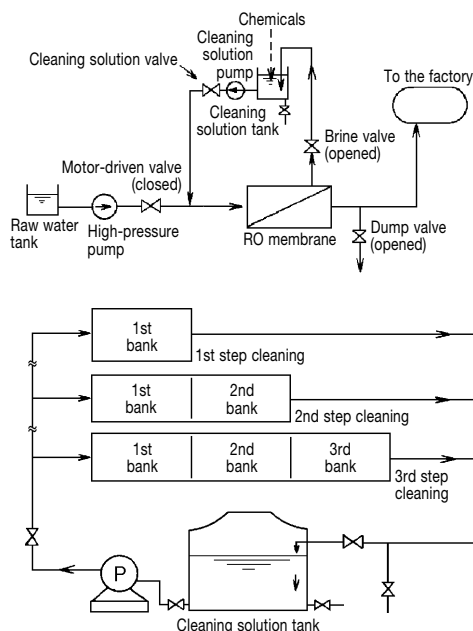 Chemicals
Cleaning
solution
pump
Cleaning solution valve
To the factory
Cleaning
solution tank
Brine valve
(opened)
Motor-driven valve
(closed)
Raw water
tank
High-pressure
pump
RO membrane
Dump valve
(opened)
1st
bank
1st step cleaning
1st
bank
2nd
bank
2nd step cleaning
1st
bank
2nd
bank
3rd
bank
3rd step
cleaning
P
Cleaning solution tank